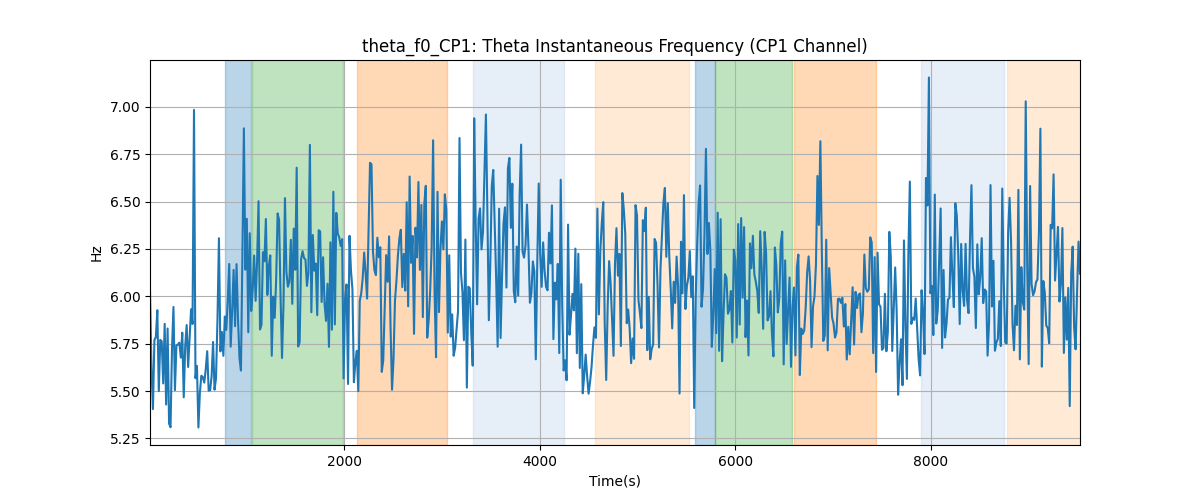 theta_f0_CP1: Theta Instantaneous Frequency (CP1 Channel)
7.00
6.75
6.50
6.25
6.00
5.75
5.50
5.25
Hz
2000 4000 6000 8000
Time(s)